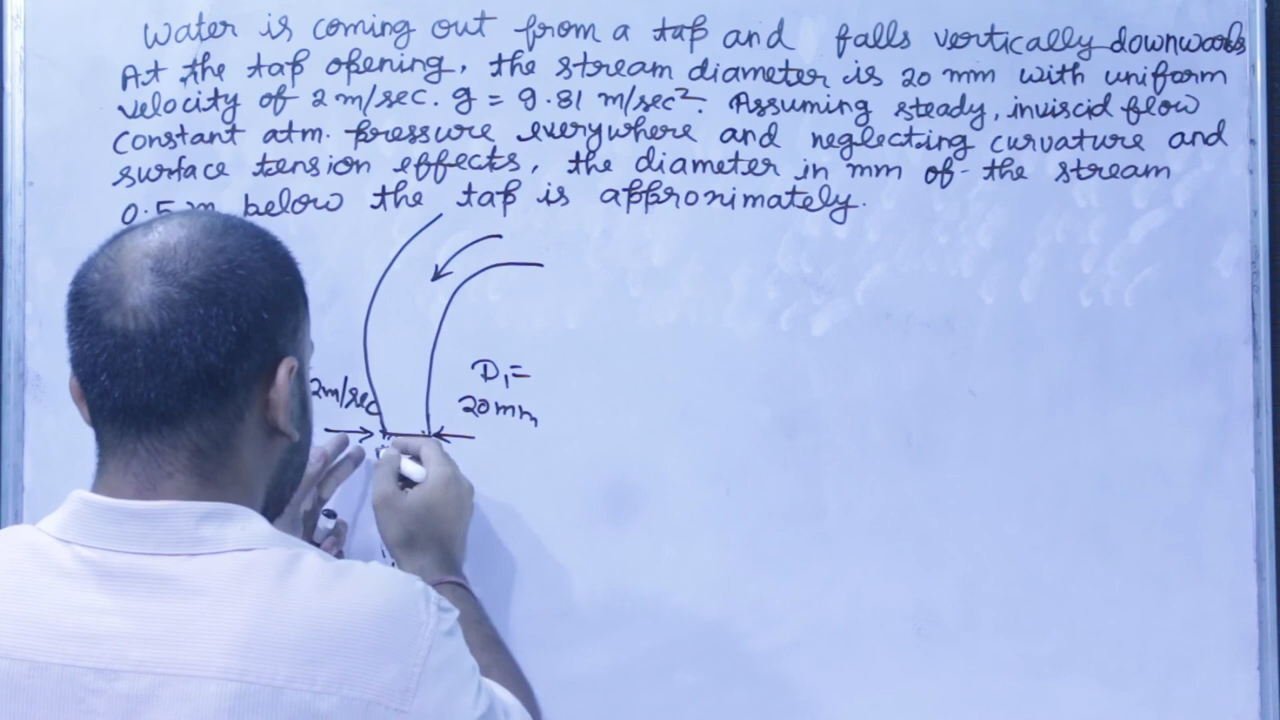 Water is coming out from a tap and falls vertically downwards
At the tap opening, the stream diameter is 20 mm with uniform
velocity of 2 m/sec. g = 9.81 m/sec². Assuming steady, inviscid flow
constant atm. pressure everywhere and neglecting curvature and
surface tension effects, the diameter in mm of the stream
0.5 m below the tap is approximately.
D₁=
2m/sec
20mm